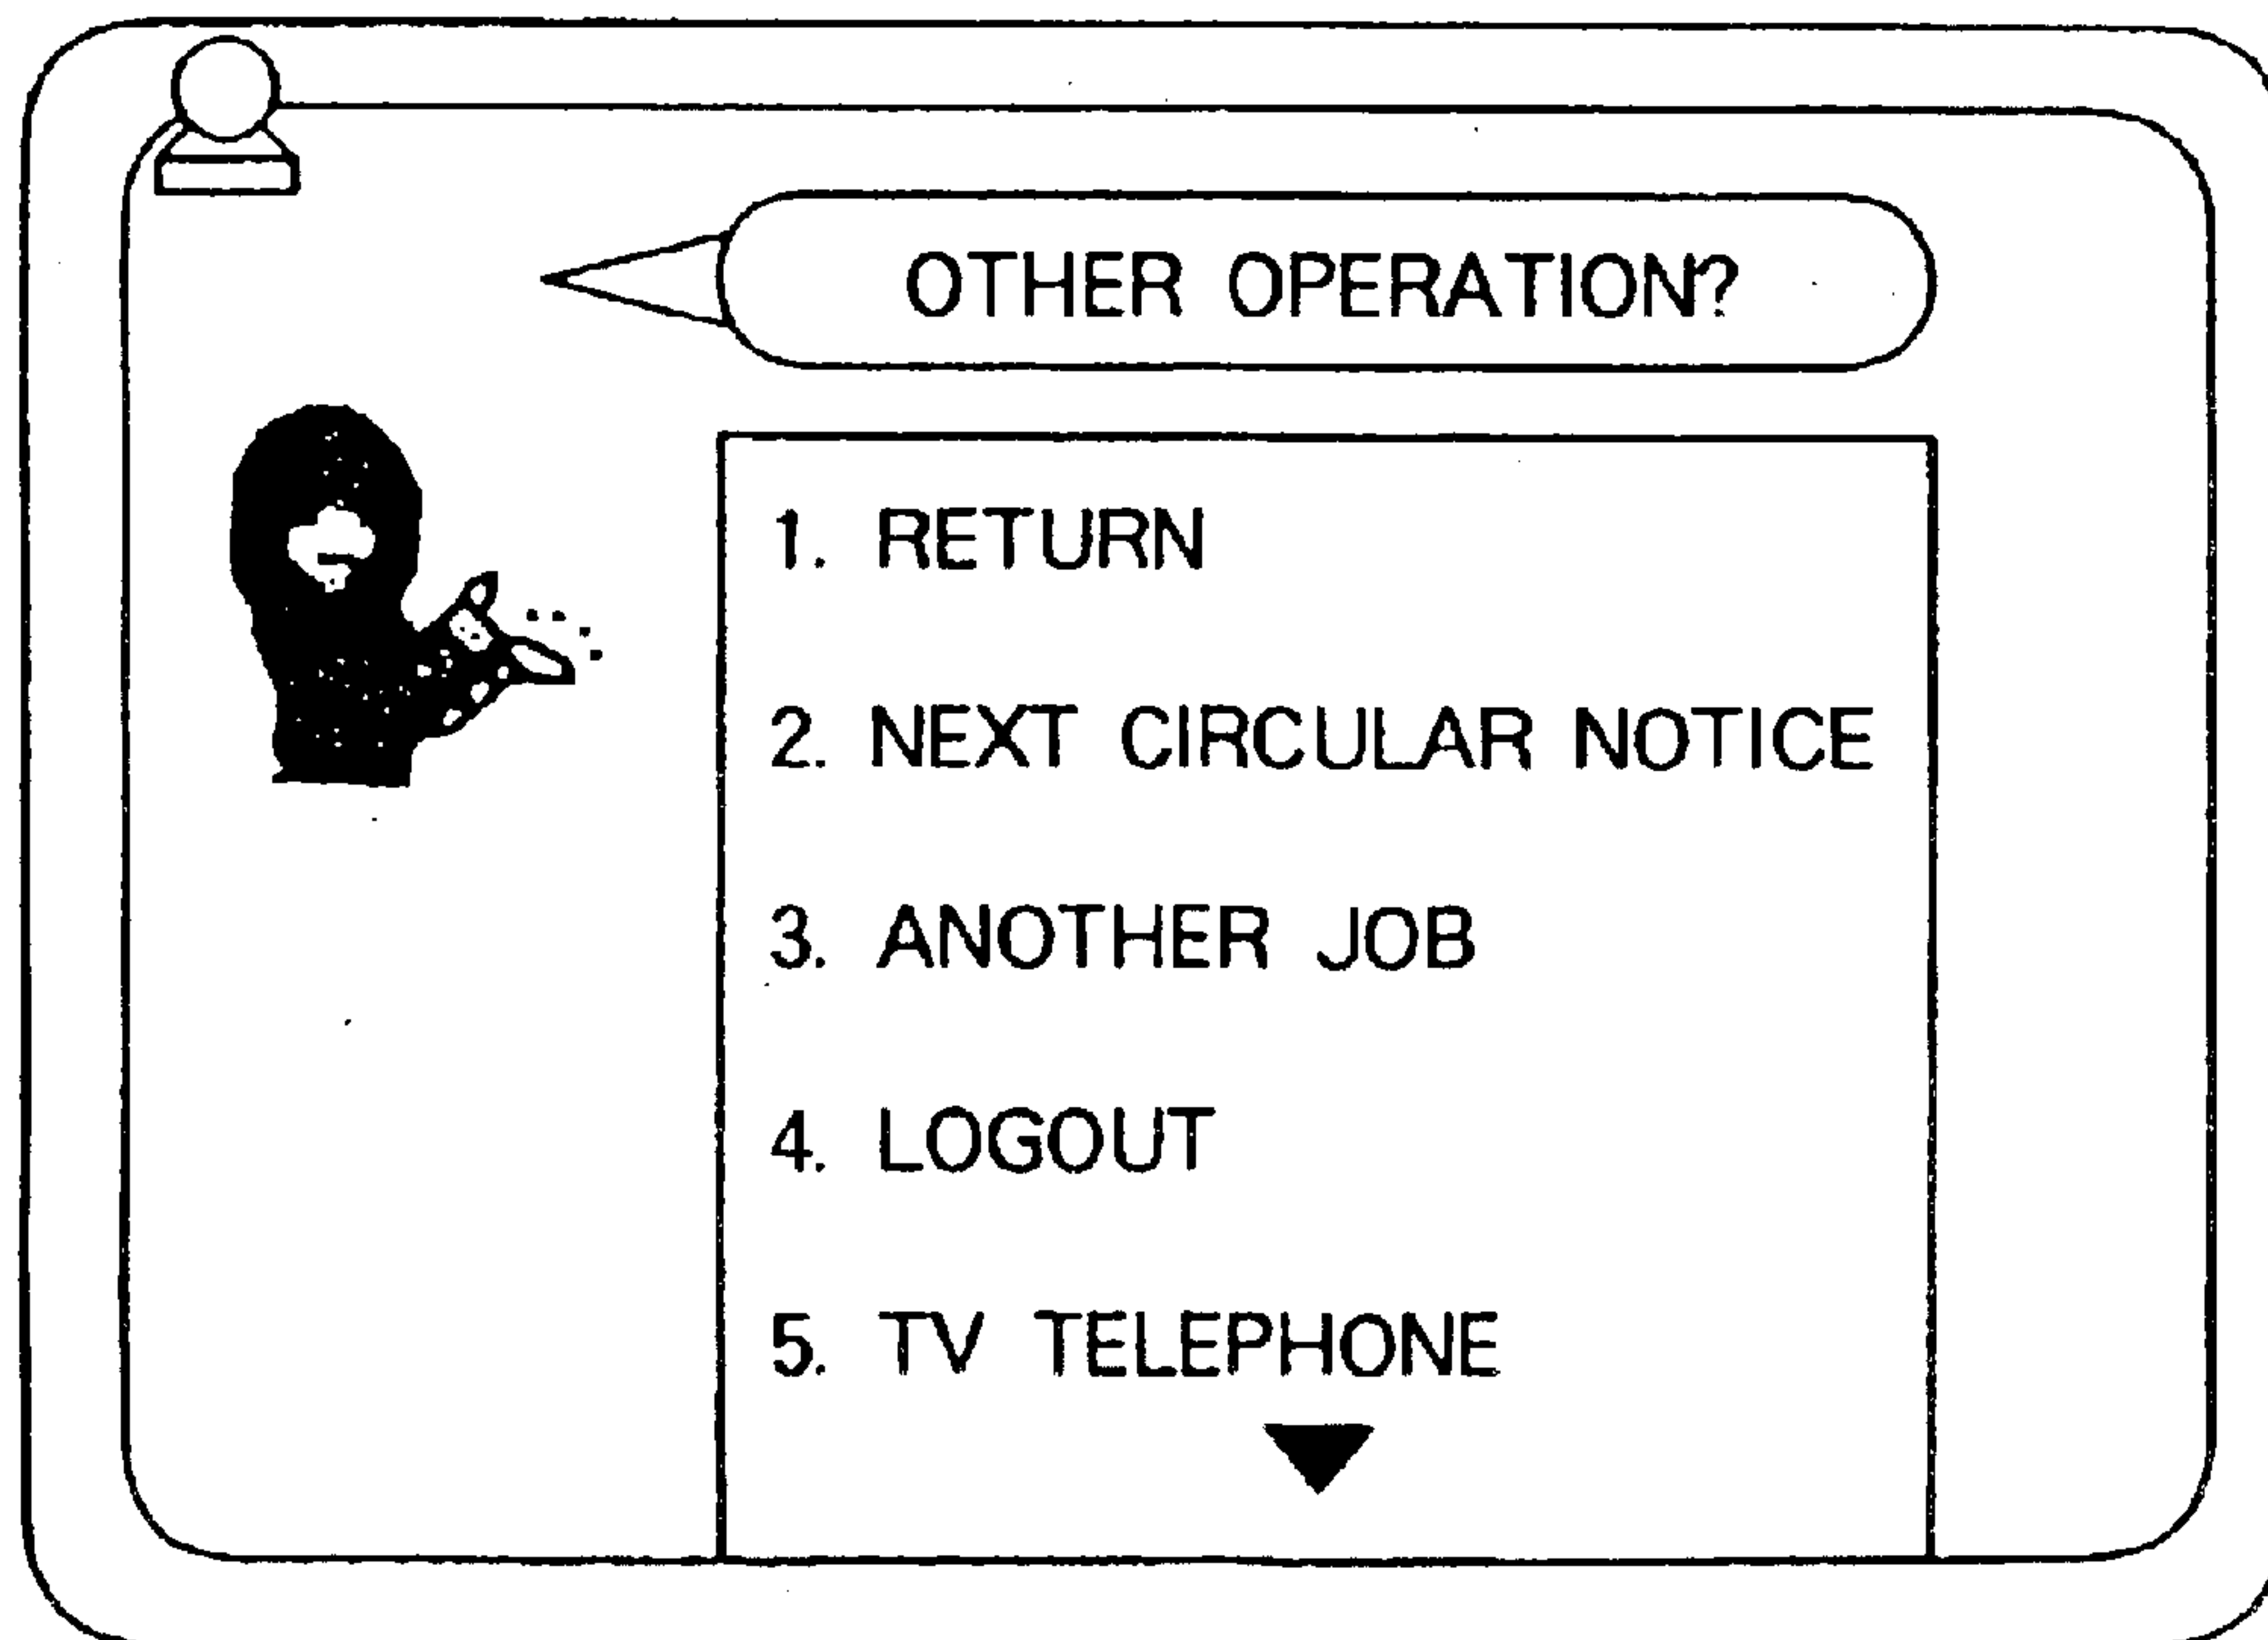 OTHER OPERATION?
1. RETURN
2. NEXT CIRCULAR NOTICE
3. ANOTHER JOB
4. LOGOUT
5. TV TELEPHONE